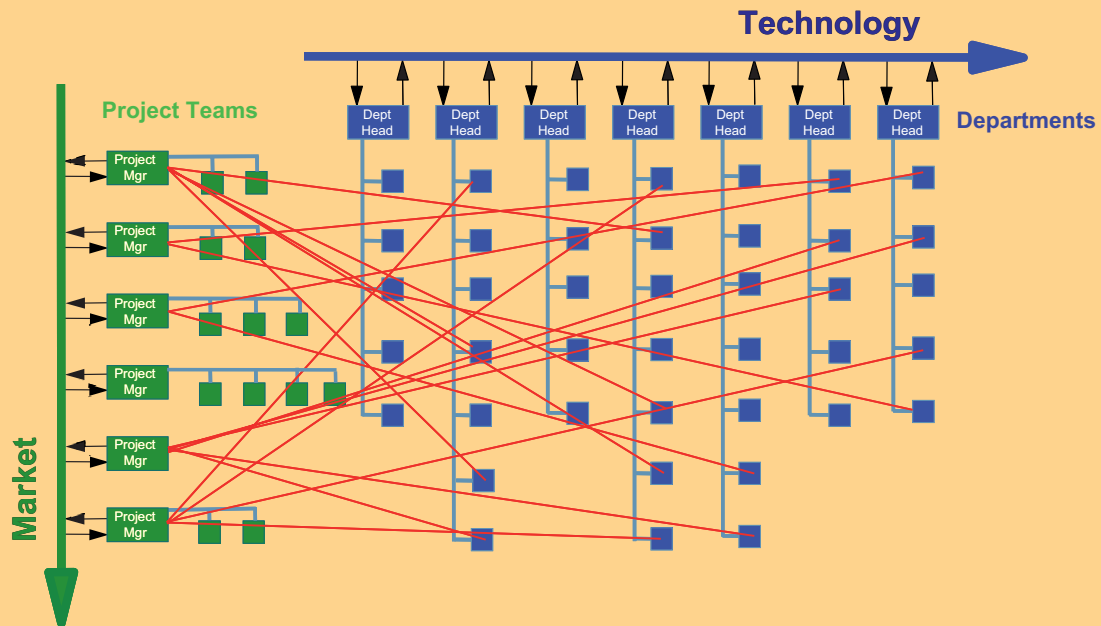 Technology
Project Teams
Dept
Head
Dept
Head
Dept
Head
Dept
Head
Dept
Head
Dept
Head
Dept
Head
Departments
Project
Mgr
Project
Mgr
Project
Mgr
Project
Mgr
Project
Mgr
Project
Mgr
Market